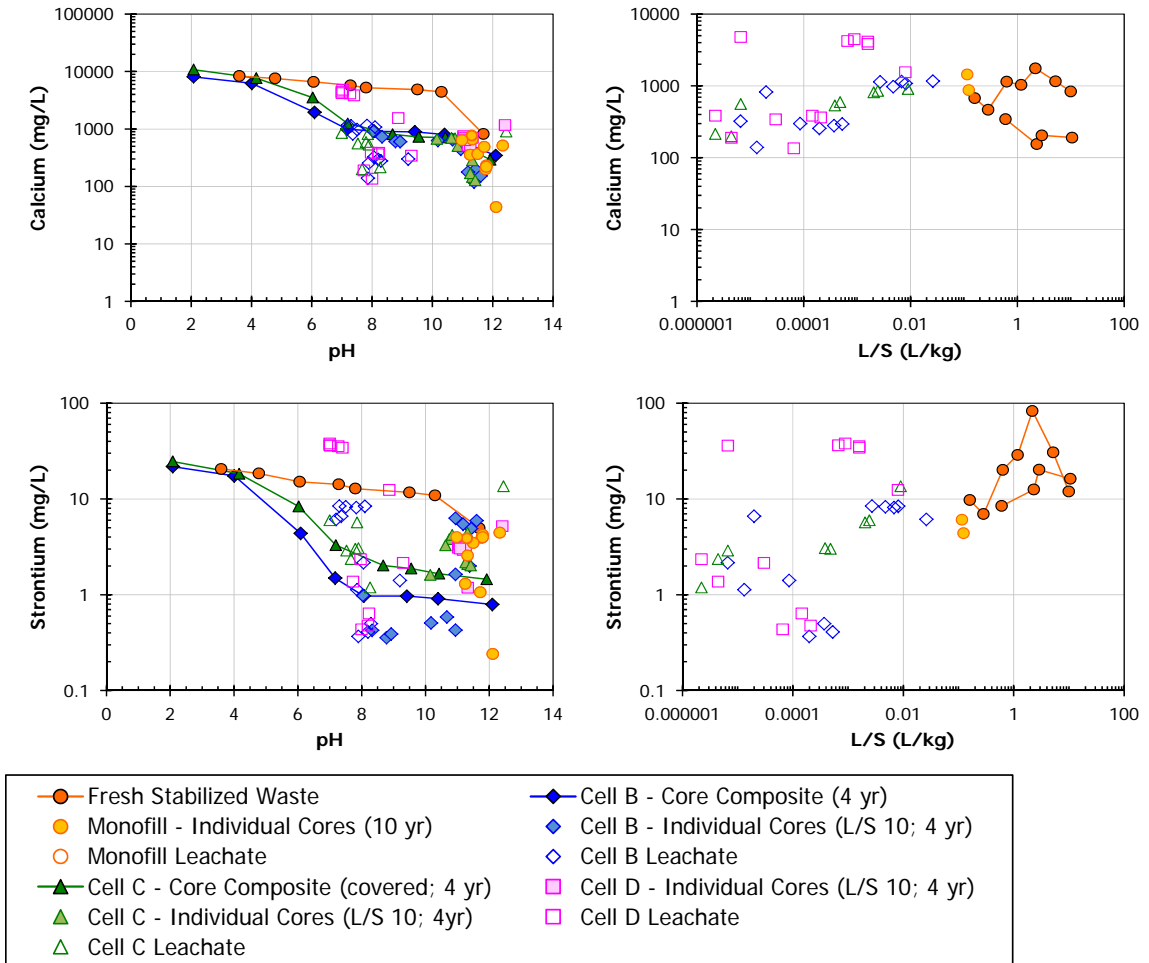 100000
10000
1000
100
10
1
Calcium (mg/L)
0 2 4 6 8 10 12 14
pH
10000
1000
100
10
1
Calcium (mg/L)
0.000001 0.0001 0.01 1 100
L/S (L/kg)
100
10
1
0.1
Strontium (mg/L)
0 2 4 6 8 10 12 14
pH
100
10
1
0.1
Strontium (mg/L)
0.000001 0.0001 0.01 1 100
L/S (L/kg)
Fresh Stabilized Waste
Monofill - Individual Cores (10 yr)
Monofill Leachate
Cell C - Core Composite (covered; 4 yr)
Cell C - Individual Cores (L/S 10; 4yr)
Cell C Leachate
Cell B - Core Composite (4 yr)
Cell B - Individual Cores (L/S 10; 4 yr)
Cell B Leachate
Cell D - Individual Cores (L/S 10; 4 yr)
Cell D Leachate